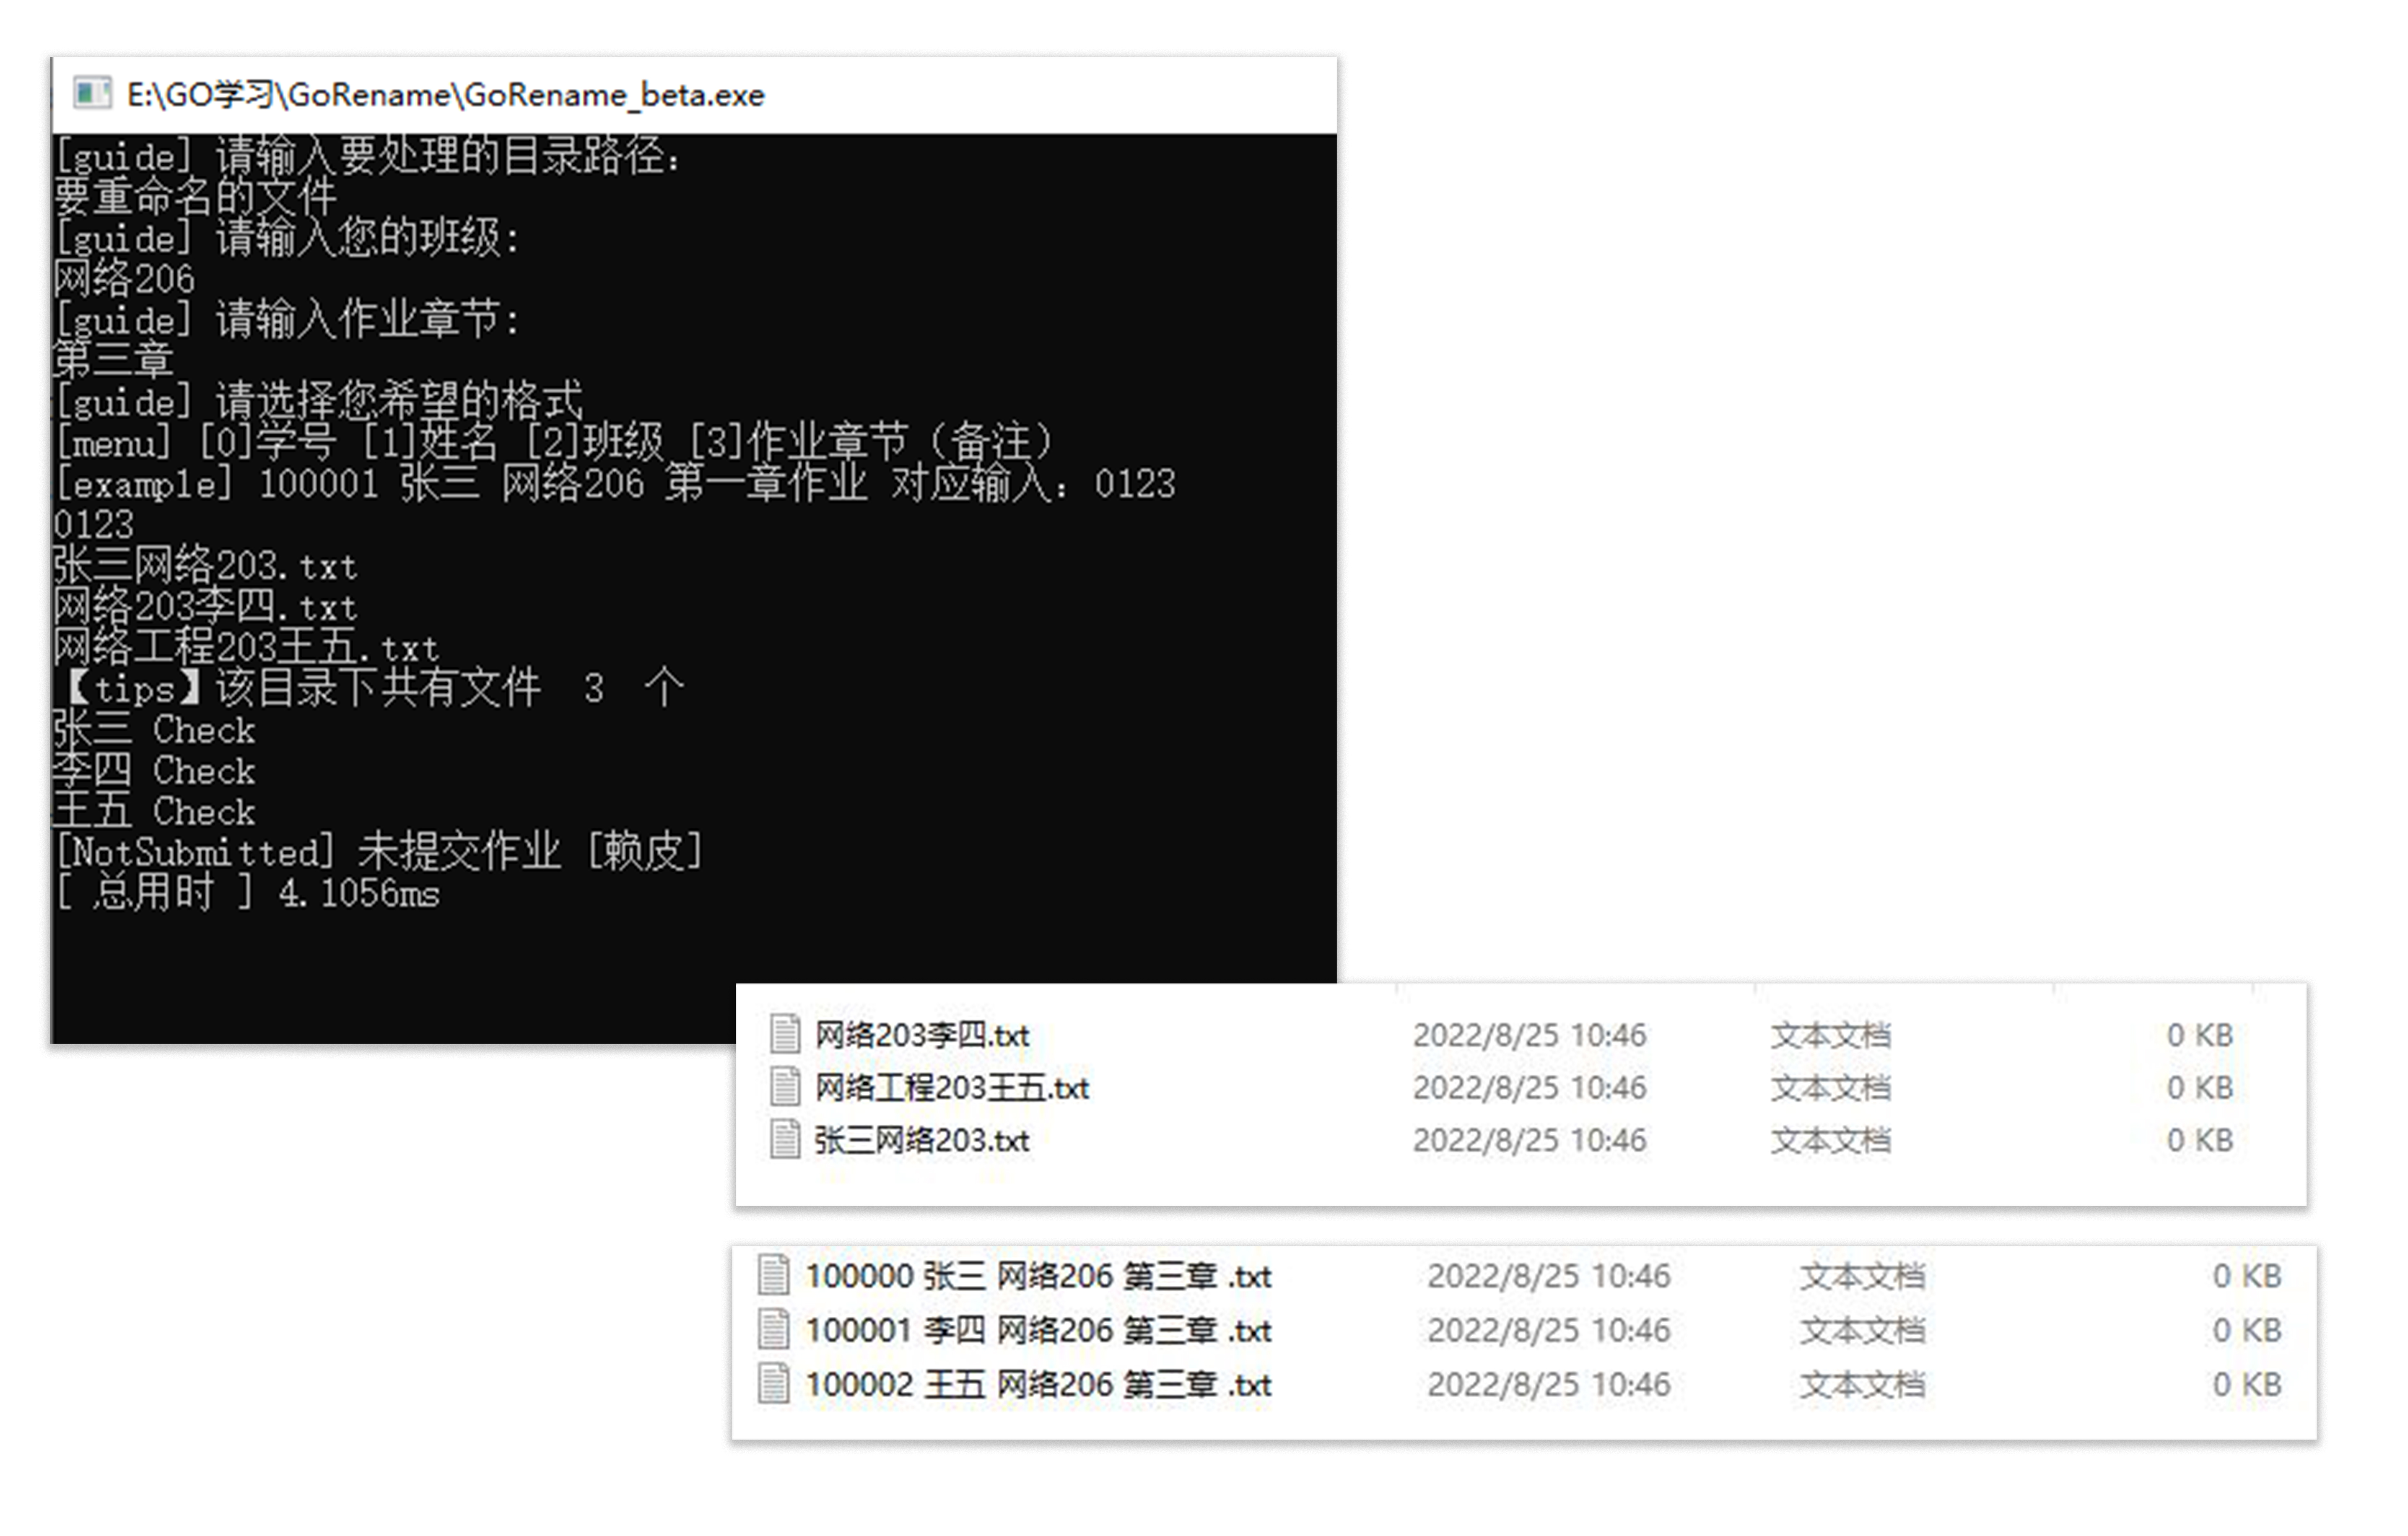 E:\GO学习\GoRename\GoRename_beta.exe
[guide] 请输入要处理的目录路径:
要重命名的文件
[guide] 请输入您的班级:
网络206
[guide] 请输入作业章节:
第三章
[guide] 请选择您希望的格式
[menu] [0]学号 [1]姓名 [2]班级 [3]作业章节（备注）
[example] 100001 张三 网络206 第一章作业 对应输入: 0123
0123
张三网络203.txt
网络203李四.txt
网络工程203王五.txt
【tips】该目录下共有文件 3 个
张三 Check
李四 Check
王五 Check
[NotSubmitted] 未提交作业 [赖皮]
[ 总用时 ] 4.1056ms
网络203李四.txt 2022/8/25 10:46 文本文档 0 KB
网络工程203王五.txt 2022/8/25 10:46 文本文档 0 KB
张三网络203.txt 2022/8/25 10:46 文本文档 0 KB
100000 张三 网络206 第三章 .txt 2022/8/25 10:46 文本文档 0 KB
100001 李四 网络206 第三章 .txt 2022/8/25 10:46 文本文档 0 KB
100002 王五 网络206 第三章 .txt 2022/8/25 10:46 文本文档 0 KB